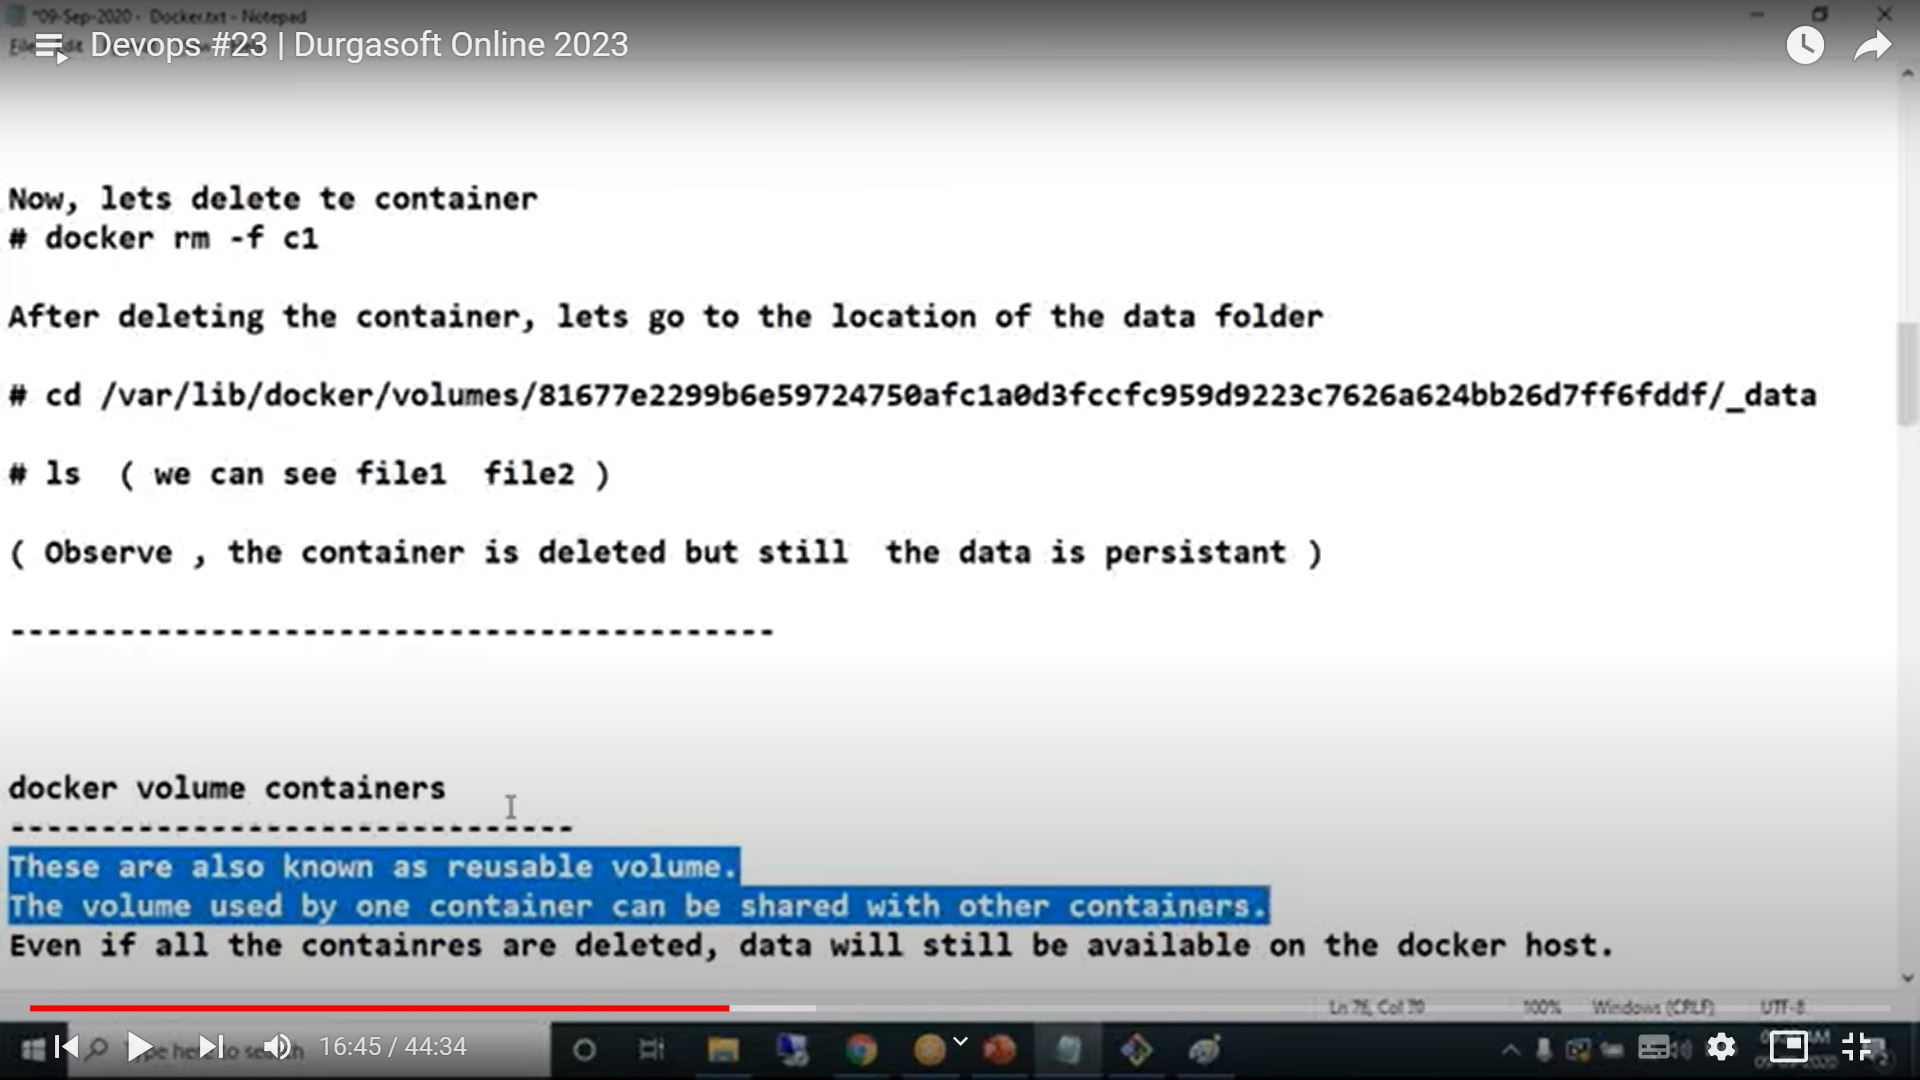 *09-Sep-2020 - Docker.txt - Notepad
Devops #23 | Durgasoft Online 2023
Now, lets delete te container
# docker rm -f c1
After deleting the container, lets go to the location of the data folder
# cd /var/lib/docker/volumes/81677e2299b6e59724750afc1a0d3fccfc959d9223c7626a624bb26d7ff6fddf/_data
# ls  ( we can see file1  file2 )
( Observe , the container is deleted but still  the data is persistant )
------------------------------------------
docker volume containers
-------------------------------
These are also known as reusable volume.
The volume used by one container can be shared with other containers.
Even if all the containres are deleted, data will still be available on the docker host.
Ln 76, Col 70 100% Windows (CRLF) UTF-8
16:45 / 44:34